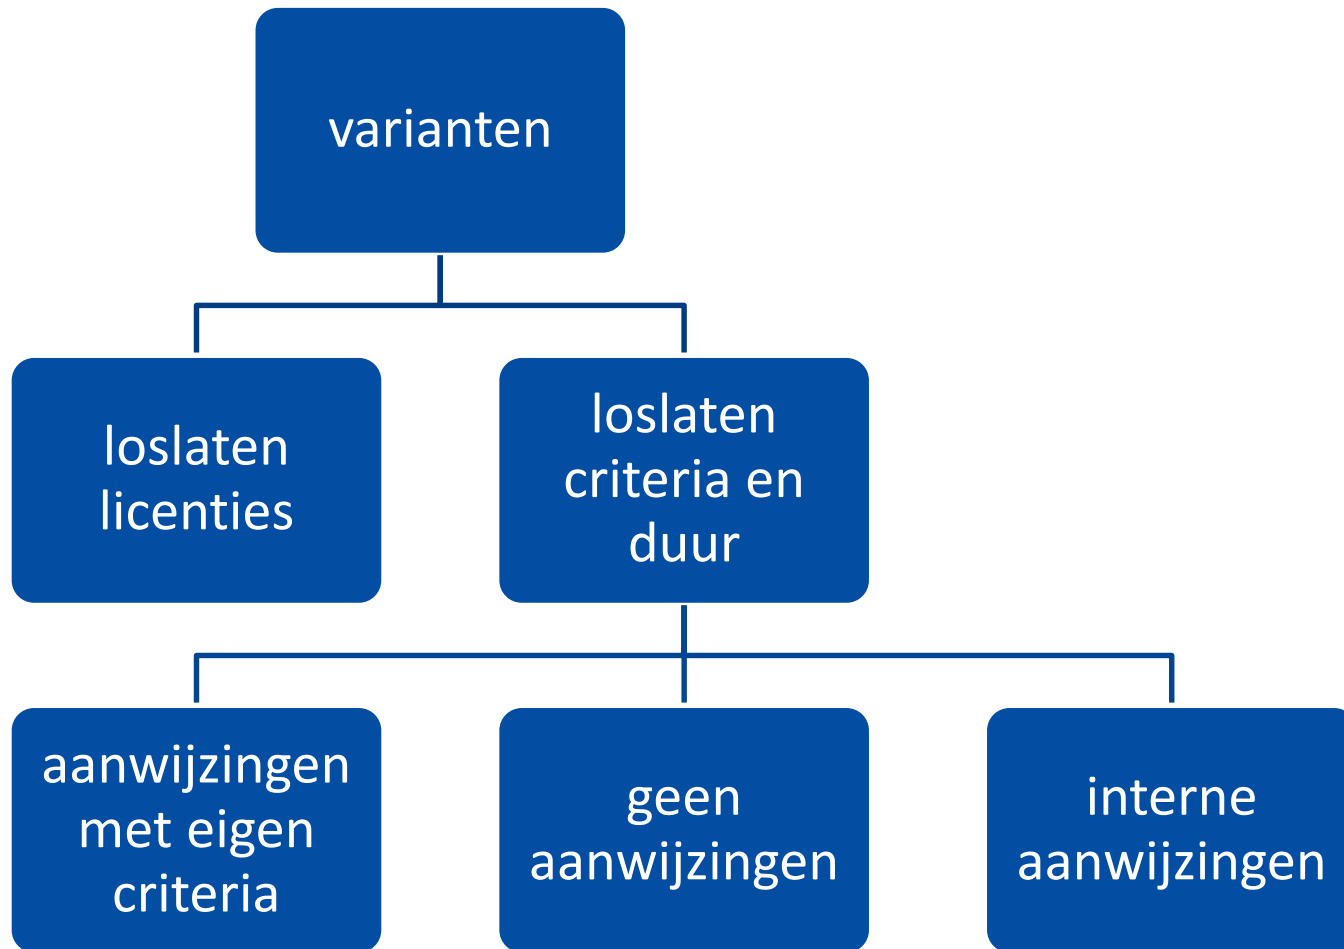 varianten
loslaten
licenties
loslaten
criteria en
duur
aanwijzingen
met eigen
criteria
geen
aanwijzingen
interne
aanwijzingen